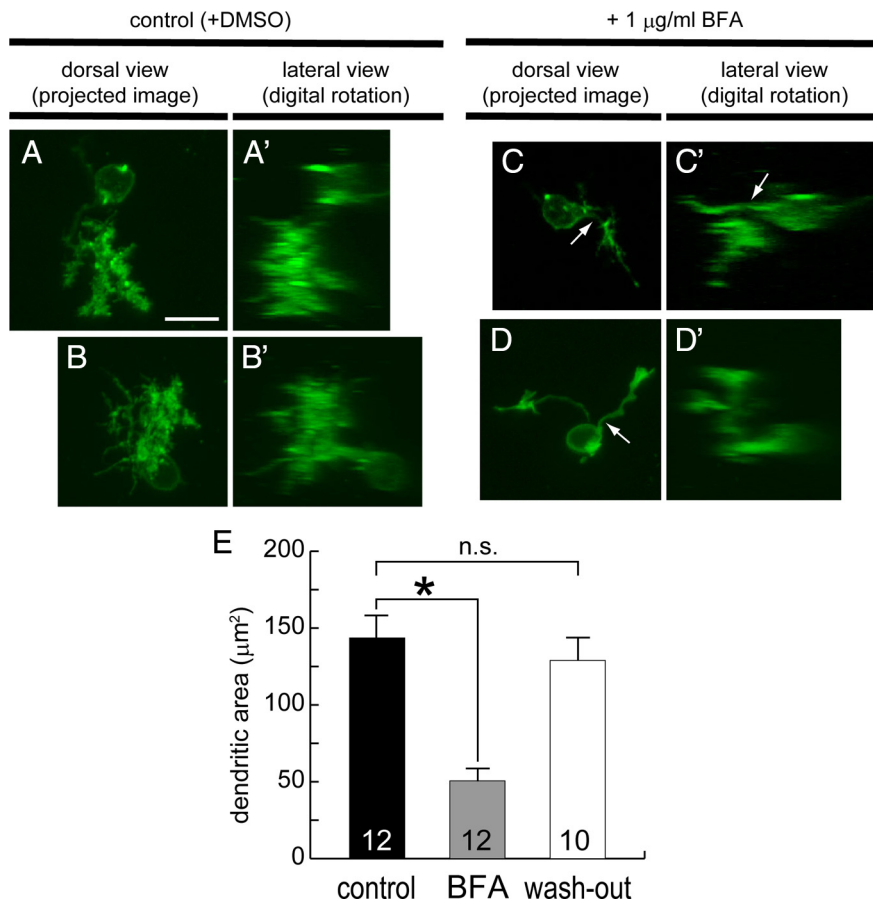 control (+DMSO)
+ 1 μg/ml BFA
dorsal view
(projected image)
lateral view
(digital rotation)
dorsal view
(projected image)
lateral view
(digital rotation)
A
A'
C
C'
B
B'
D
D'
E
200
150
100
50
0
dendritic area (μm²)
n.s.
*
12
12
10
control
BFA
wash-out